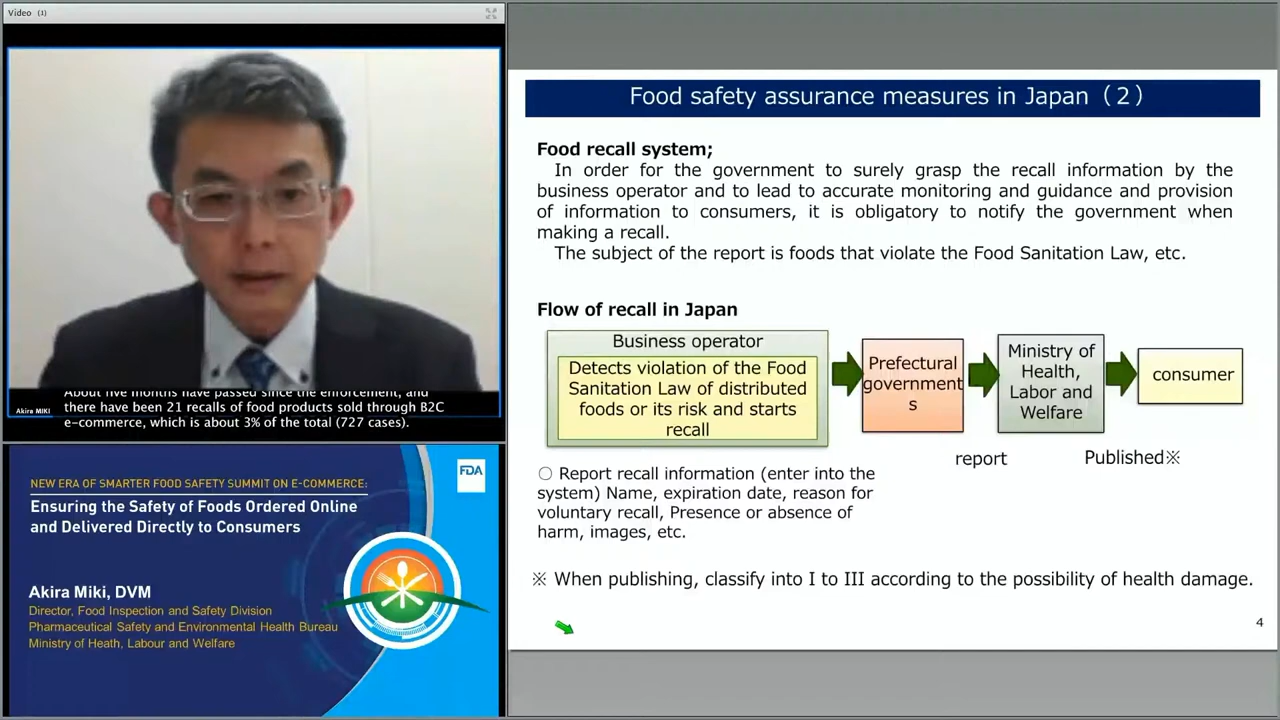 Video (1)
Akira MIKI
About five months have passed since the enforcement, and
there have been 21 recalls of food products sold through B2C
e-commerce, which is about 3% of the total (727 cases).
NEW ERA OF SMARTER FOOD SAFETY SUMMIT ON E-COMMERCE:
Ensuring the Safety of Foods Ordered Online
and Delivered Directly to Consumers
FDA
Akira Miki, DVM
Director, Food Inspection and Safety Division
Pharmaceutical Safety and Environmental Health Bureau
Ministry of Heath, Labour and Welfare
Food safety assurance measures in Japan（2）
Food recall system;
In order for the government to surely grasp the recall information by the
business operator and to lead to accurate monitoring and guidance and provision
of information to consumers, it is obligatory to notify the government when
making a recall.
The subject of the report is foods that violate the Food Sanitation Law, etc.
Flow of recall in Japan
Business operator
Detects violation of the Food
Sanitation Law of distributed
foods or its risk and starts
recall
Prefectural
government
s
Ministry of
Health,
Labor and
Welfare
consumer
report
Published※
○ Report recall information (enter into the
system) Name, expiration date, reason for
voluntary recall, Presence or absence of
harm, images, etc.
※ When publishing, classify into I to III according to the possibility of health damage.
4